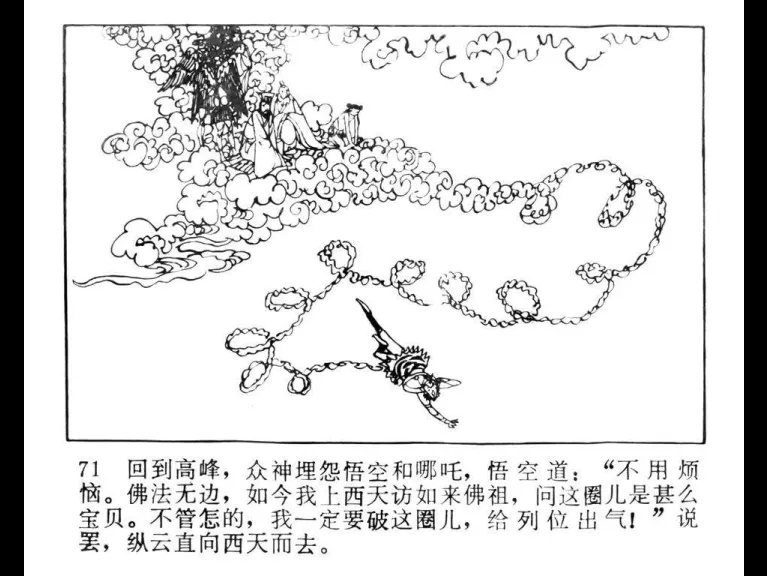 71 回到高峰，众神埋怨悟空和哪吒，悟空道：“不用烦
恼。佛法无边，如今我上西天访如来佛祖，问这圈儿是甚么
宝贝。不管怎的，我一定要破这圈儿，给列位出气！”说
罢，纵云直向西天而去。